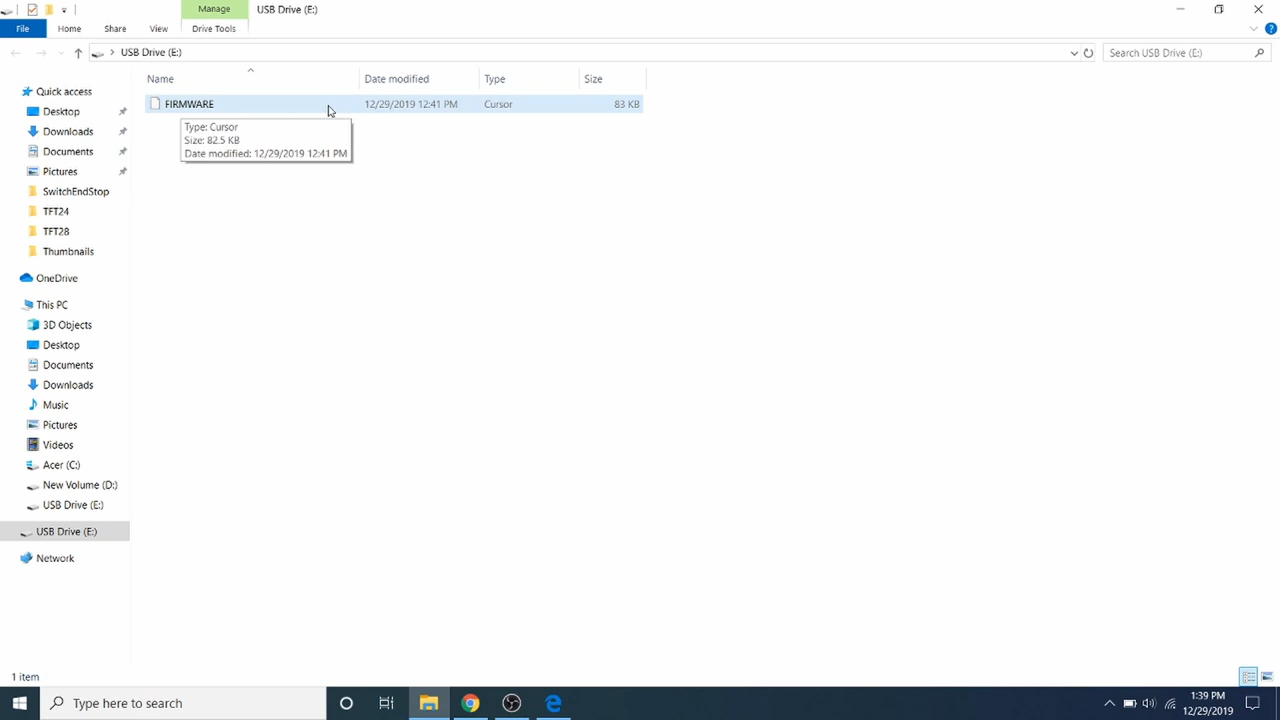 Manage
USB Drive (E:)
File
Home
Share
View
Drive Tools
USB Drive (E:)
Search USB Drive (E:)
Name
Date modified
Type
Size
FIRMWARE
12/29/2019 12:41 PM
Cursor
83 KB
Type: Cursor
Size: 82.5 KB
Date modified: 12/29/2019 12:41 PM
Quick access
Desktop
Downloads
Documents
Pictures
SwitchEndStop
TFT24
TFT28
Thumbnails
OneDrive
This PC
3D Objects
Desktop
Documents
Downloads
Music
Pictures
Videos
Acer (C:)
New Volume (D:)
USB Drive (E:)
USB Drive (E:)
Network
1 item
Type here to search
1:39 PM
12/29/2019